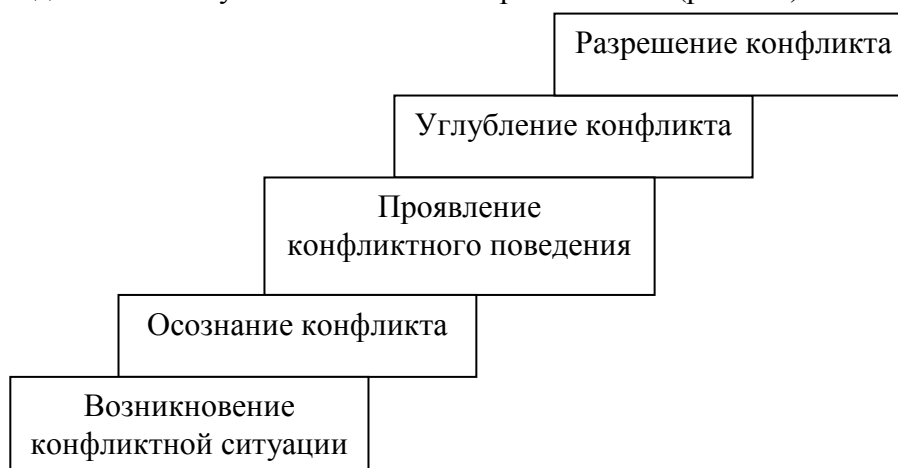 Разрешение конфликта
Углубление конфликта
Проявление
конфликтного поведения
Осознание конфликта
Возникновение
конфликтной ситуации